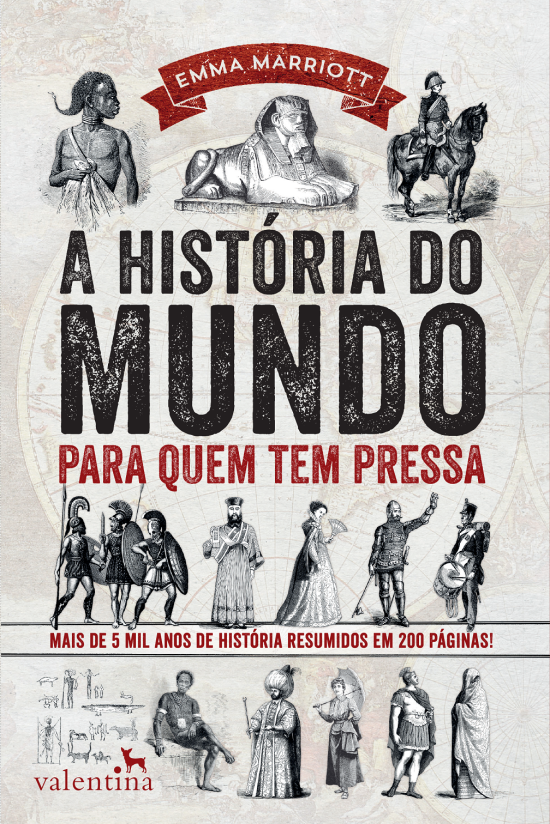 EMMA MARRIOTT
A HISTÓRIA DO
MUNDO
PARA QUEM TEM PRESSA
MAIS DE 5 MIL ANOS DE HISTÓRIA RESUMIDOS EM 200 PÁGINAS!
valentina